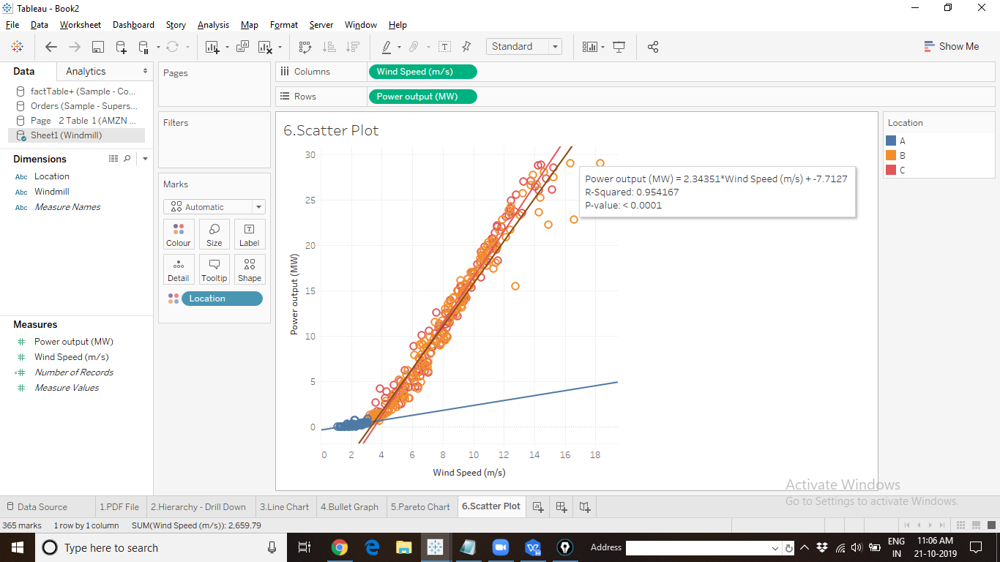 Tableau - Book2
File Data Worksheet Dashboard Story Analysis Map Format Server Window Help
Standard
Show Me
Data Analytics
factTable+ (Sample - Co...
Orders (Sample - Supers...
Page 2 Table 1 (AMZN ...
Sheet1 (Windmill)
Dimensions
Abc Location
Abc Windmill
Abc Measure Names
Measures
# Power output (MW)
# Wind Speed (m/s)
=# Number of Records
# Measure Values
Pages
Filters
Marks
Automatic
Colour Size Label
Detail Tooltip Shape
Location
Columns Wind Speed (m/s)
Rows Power output (MW)
6.Scatter Plot
Power output (MW)
30
25
20
15
10
5
0
0 2 4 6 8 10 12 14 16 18
Wind Speed (m/s)
Power output (MW) = 2.34351*Wind Speed (m/s) + -7.7127
R-Squared: 0.954167
P-value: < 0.0001
Location
A
B
C
Activate Windows
Go to Settings to activate Windows.
Data Source 1.PDF File 2.Hierarchy - Drill Down 3.Line Chart 4.Bullet Graph 5.Pareto Chart 6.Scatter Plot
365 marks 1 row by 1 column SUM(Wind Speed (m/s)): 2,659.79
Type here to search
Address
ENG
IN
11:06 AM
21-10-2019